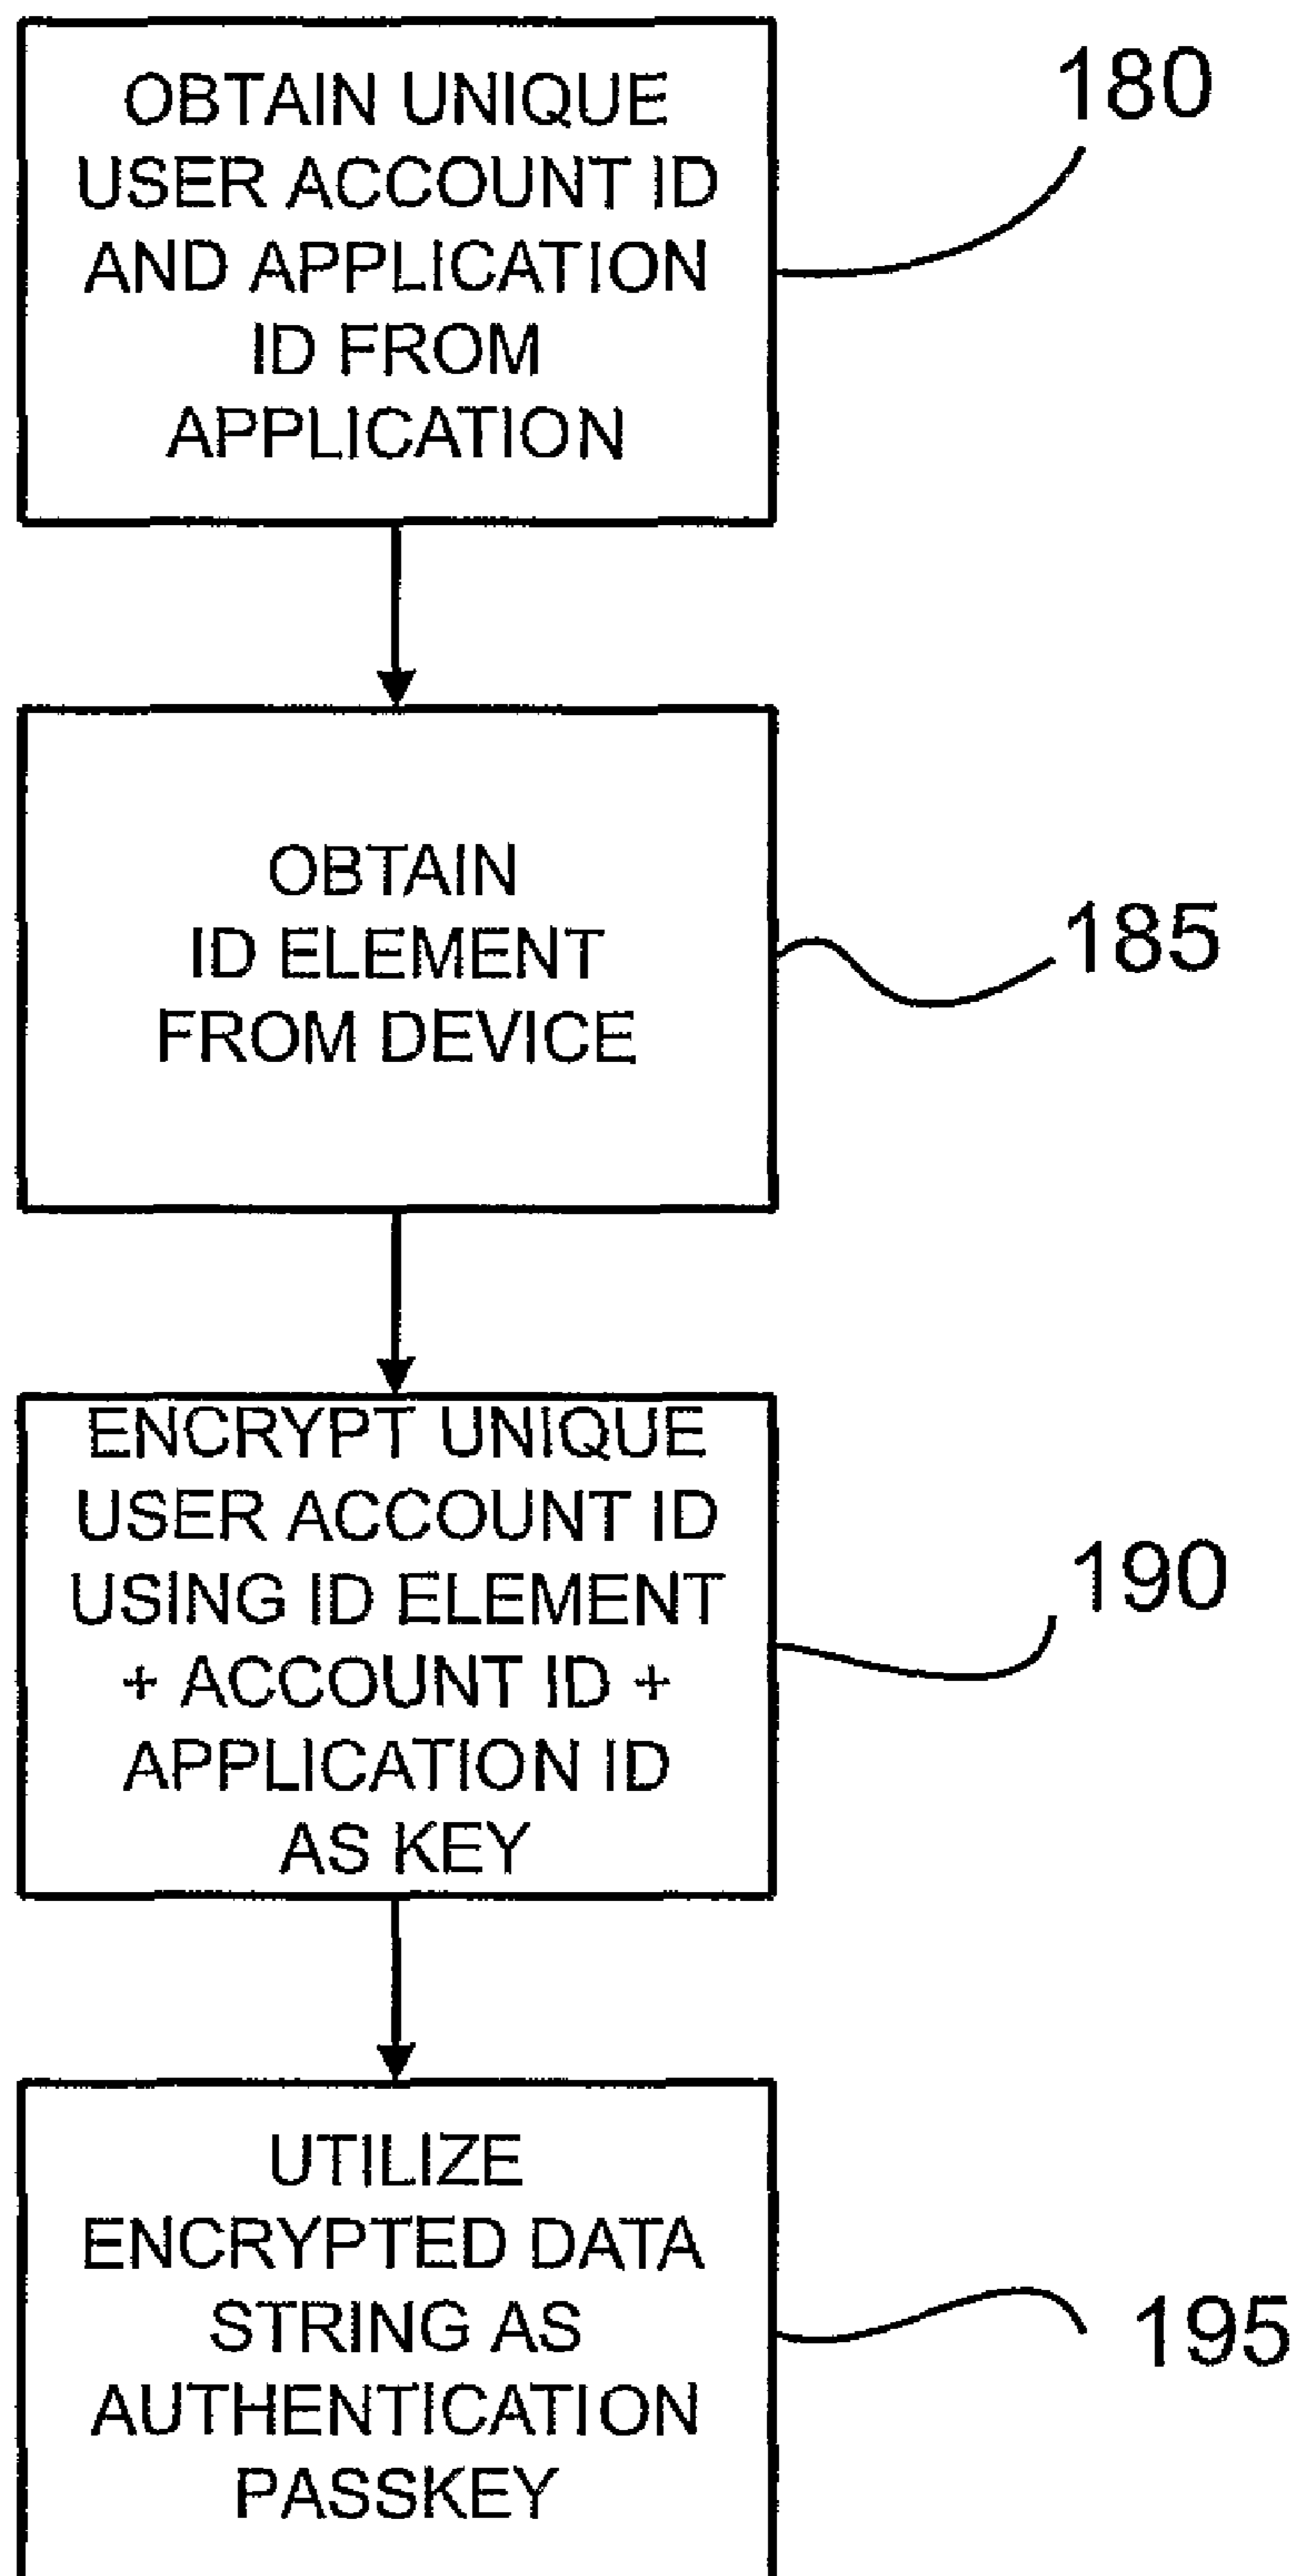 OBTAIN UNIQUE
USER ACCOUNT ID
AND APPLICATION
ID FROM
APPLICATION
180
OBTAIN
ID ELEMENT
FROM DEVICE
185
ENCRYPT UNIQUE
USER ACCOUNT ID
USING ID ELEMENT
+ ACCOUNT ID +
APPLICATION ID
AS KEY
190
UTILIZE
ENCRYPTED DATA
STRING AS
AUTHENTICATION
PASSKEY
195